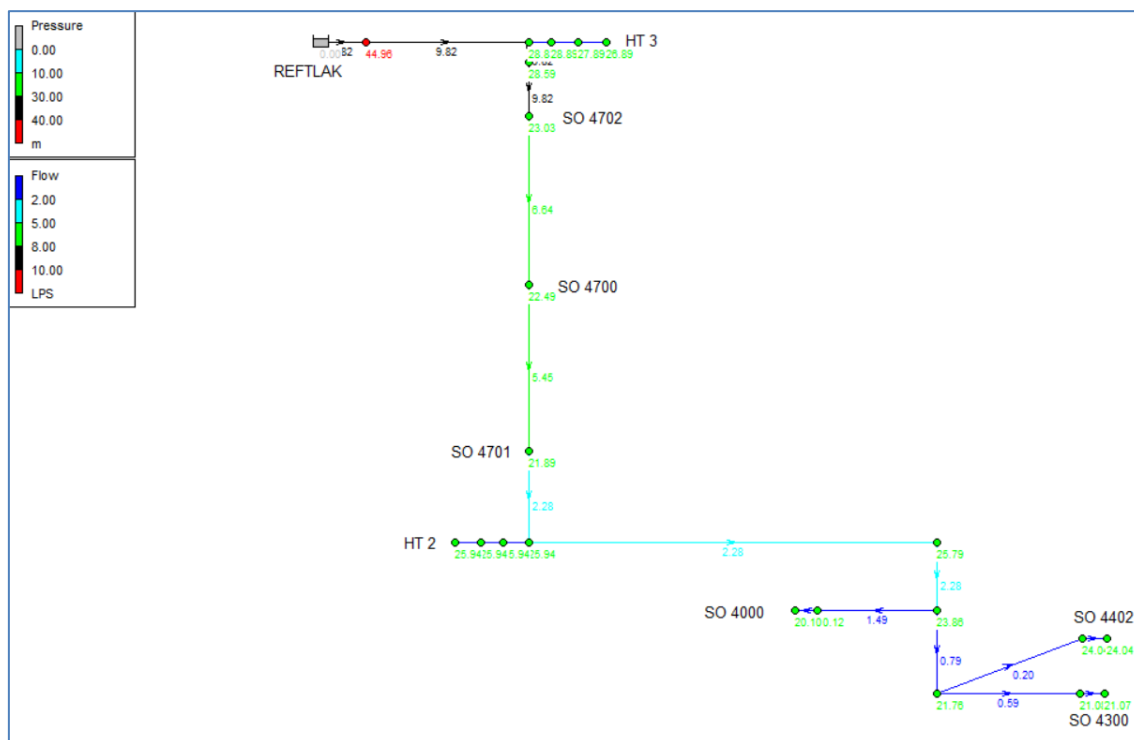 Pressure
0.00
10.00
30.00
40.00
m
Flow
2.00
5.00
8.00
10.00
LPS
REFTLAK
44.96
9.82
HT 3
28.59
9.82
SO 4702
23.03
6.64
SO 4700
22.49
5.45
SO 4701
21.89
2.28
HT 2
25.94
2.28
25.79
2.28
SO 4000
1.49
23.86
SO 4402
24.04
0.79
0.20
21.76
0.59
21.07
SO 4300